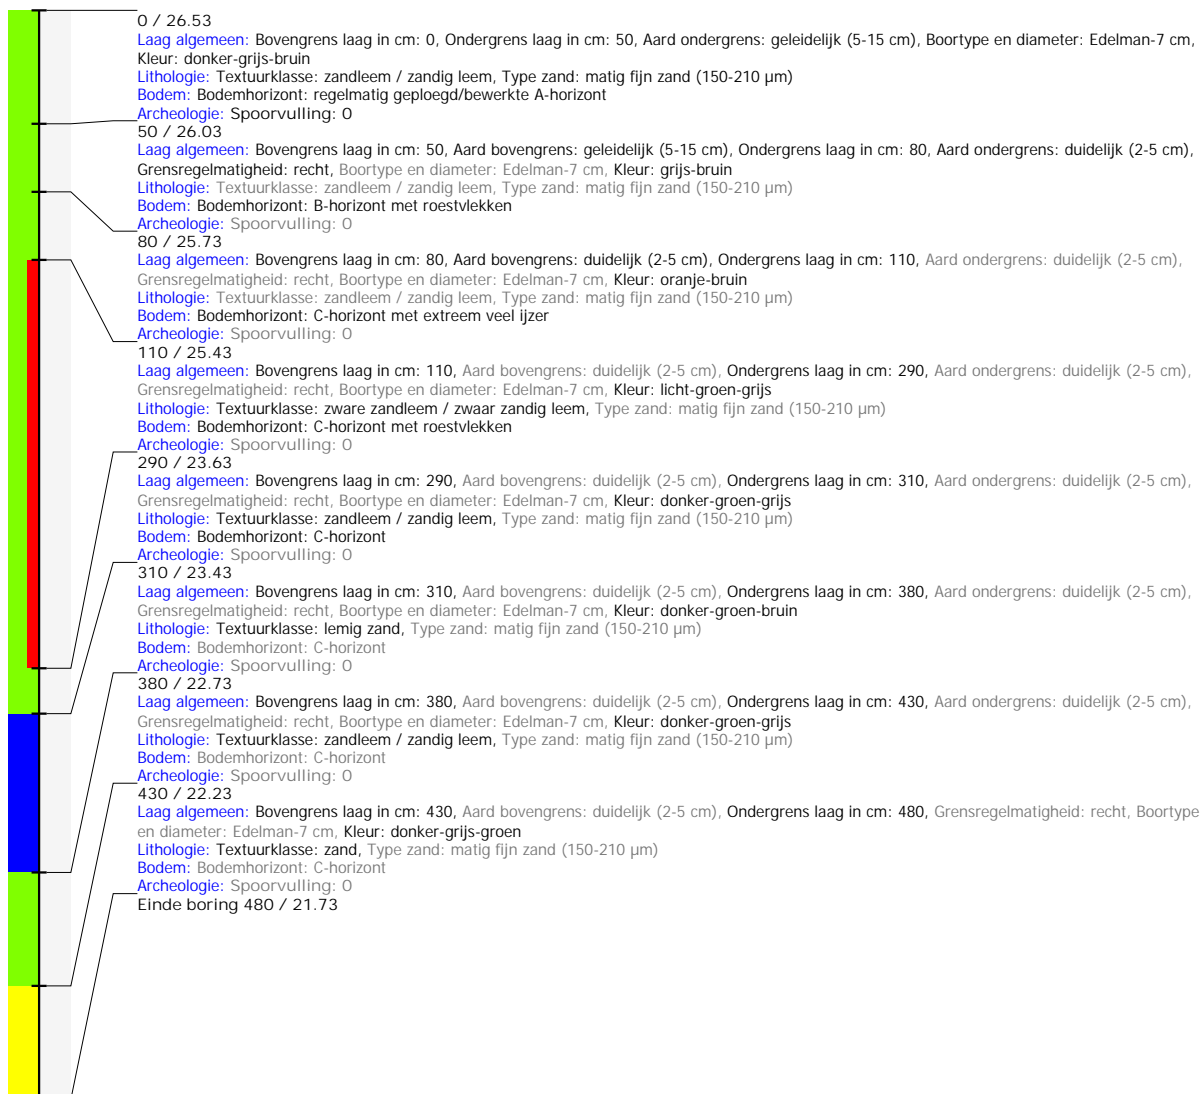 0 / 26.53
Laag algemeen: Bovengrens laag in cm: 0, Ondergrens laag in cm: 50, Aard ondergrens: geleidelijk (5-15 cm), Boortype en diameter: Edelman-7 cm,
Kleur: donker-grijs-bruin
Lithologie: Textuurklasse: zandleem / zandig leem, Type zand: matig fijn zand (150-210 µm)
Bodem: Bodemhorizont: regelmatig geploegd/bewerkte A-horizont
Archeologie: Spoorvulling: 0
50 / 26.03
Laag algemeen: Bovengrens laag in cm: 50, Aard bovengrens: geleidelijk (5-15 cm), Ondergrens laag in cm: 80, Aard ondergrens: duidelijk (2-5 cm),
Grensregelmatigheid: recht, Boortype en diameter: Edelman-7 cm, Kleur: grijs-bruin
Lithologie: Textuurklasse: zandleem / zandig leem, Type zand: matig fijn zand (150-210 µm)
Bodem: Bodemhorizont: B-horizont met roestvlekken
Archeologie: Spoorvulling: 0
80 / 25.73
Laag algemeen: Bovengrens laag in cm: 80, Aard bovengrens: duidelijk (2-5 cm), Ondergrens laag in cm: 110, Aard ondergrens: duidelijk (2-5 cm),
Grensregelmatigheid: recht, Boortype en diameter: Edelman-7 cm, Kleur: oranje-bruin
Lithologie: Textuurklasse: zandleem / zandig leem, Type zand: matig fijn zand (150-210 µm)
Bodem: Bodemhorizont: C-horizont met extreem veel ijzer
Archeologie: Spoorvulling: 0
110 / 25.43
Laag algemeen: Bovengrens laag in cm: 110, Aard bovengrens: duidelijk (2-5 cm), Ondergrens laag in cm: 290, Aard ondergrens: duidelijk (2-5 cm),
Grensregelmatigheid: recht, Boortype en diameter: Edelman-7 cm, Kleur: licht-groen-grijs
Lithologie: Textuurklasse: zware zandleem / zwaar zandig leem, Type zand: matig fijn zand (150-210 µm)
Bodem: Bodemhorizont: C-horizont met roestvlekken
Archeologie: Spoorvulling: 0
290 / 23.63
Laag algemeen: Bovengrens laag in cm: 290, Aard bovengrens: duidelijk (2-5 cm), Ondergrens laag in cm: 310, Aard ondergrens: duidelijk (2-5 cm),
Grensregelmatigheid: recht, Boortype en diameter: Edelman-7 cm, Kleur: donker-groen-grijs
Lithologie: Textuurklasse: zandleem / zandig leem, Type zand: matig fijn zand (150-210 µm)
Bodem: Bodemhorizont: C-horizont
Archeologie: Spoorvulling: 0
310 / 23.43
Laag algemeen: Bovengrens laag in cm: 310, Aard bovengrens: duidelijk (2-5 cm), Ondergrens laag in cm: 380, Aard ondergrens: duidelijk (2-5 cm),
Grensregelmatigheid: recht, Boortype en diameter: Edelman-7 cm, Kleur: donker-groen-bruin
Lithologie: Textuurklasse: lemig zand, Type zand: matig fijn zand (150-210 µm)
Bodem: Bodemhorizont: C-horizont
Archeologie: Spoorvulling: 0
380 / 22.73
Laag algemeen: Bovengrens laag in cm: 380, Aard bovengrens: duidelijk (2-5 cm), Ondergrens laag in cm: 430, Aard ondergrens: duidelijk (2-5 cm),
Grensregelmatigheid: recht, Boortype en diameter: Edelman-7 cm, Kleur: donker-groen-grijs
Lithologie: Textuurklasse: zandleem / zandig leem, Type zand: matig fijn zand (150-210 µm)
Bodem: Bodemhorizont: C-horizont
Archeologie: Spoorvulling: 0
430 / 22.23
Laag algemeen: Bovengrens laag in cm: 430, Aard bovengrens: duidelijk (2-5 cm), Ondergrens laag in cm: 480, Grensregelmatigheid: recht, Boortype
en diameter: Edelman-7 cm, Kleur: donker-grijs-groen
Lithologie: Textuurklasse: zand, Type zand: matig fijn zand (150-210 µm)
Bodem: Bodemhorizont: C-horizont
Archeologie: Spoorvulling: 0
Einde boring 480 / 21.73